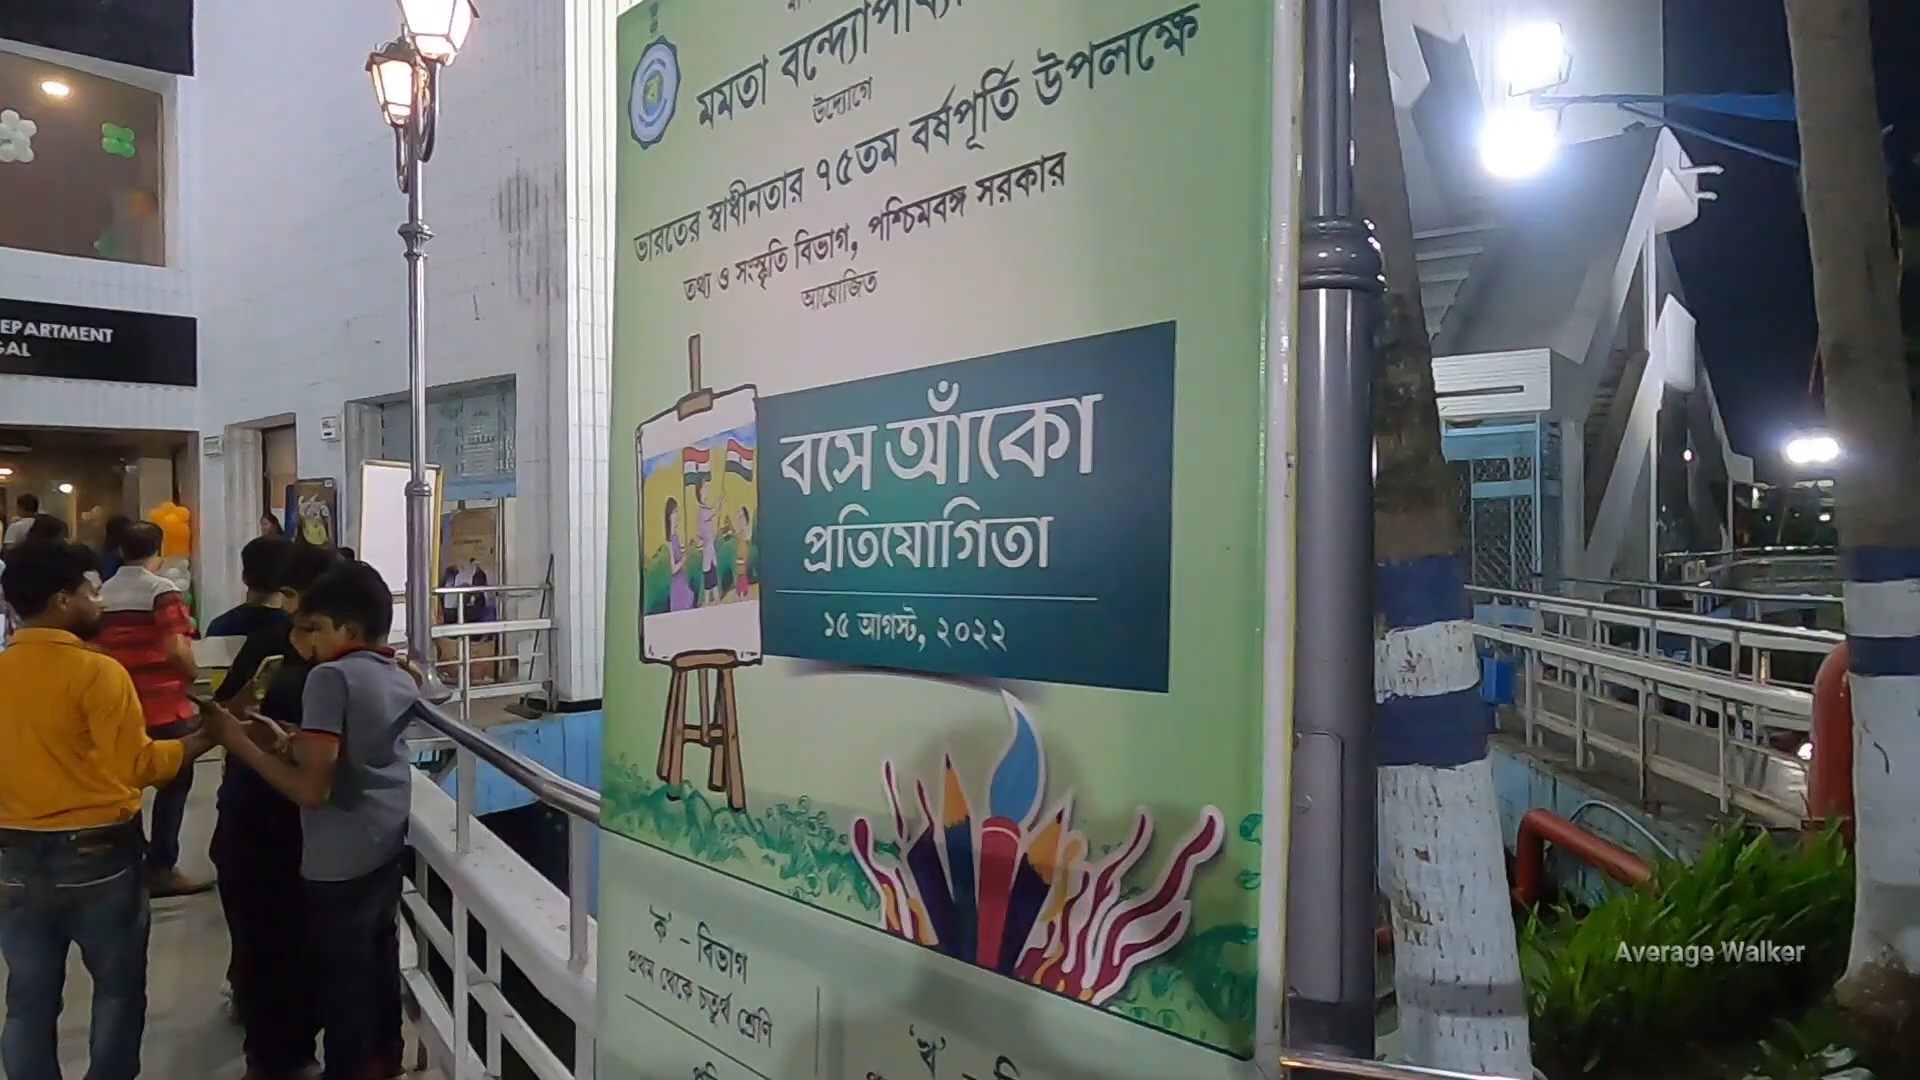 EPARTMENT
GAL
মমতা
উদ্যোগে
ভারতের স্বাধীনতার ৭৫তম বর্ষপূর্তি উপলক্ষে
তথ্য ও সংস্কৃতি বিভাগ, পশ্চিমবঙ্গ সরকার
আয়োজিত
বসে আঁকো
প্রতিযোগিতা
১৫ আগস্ট, ২০২২
'ক' – বিভাগ
প্রথম থেকে চতুর্থ শ্রেণি
'খ'
Average Walker